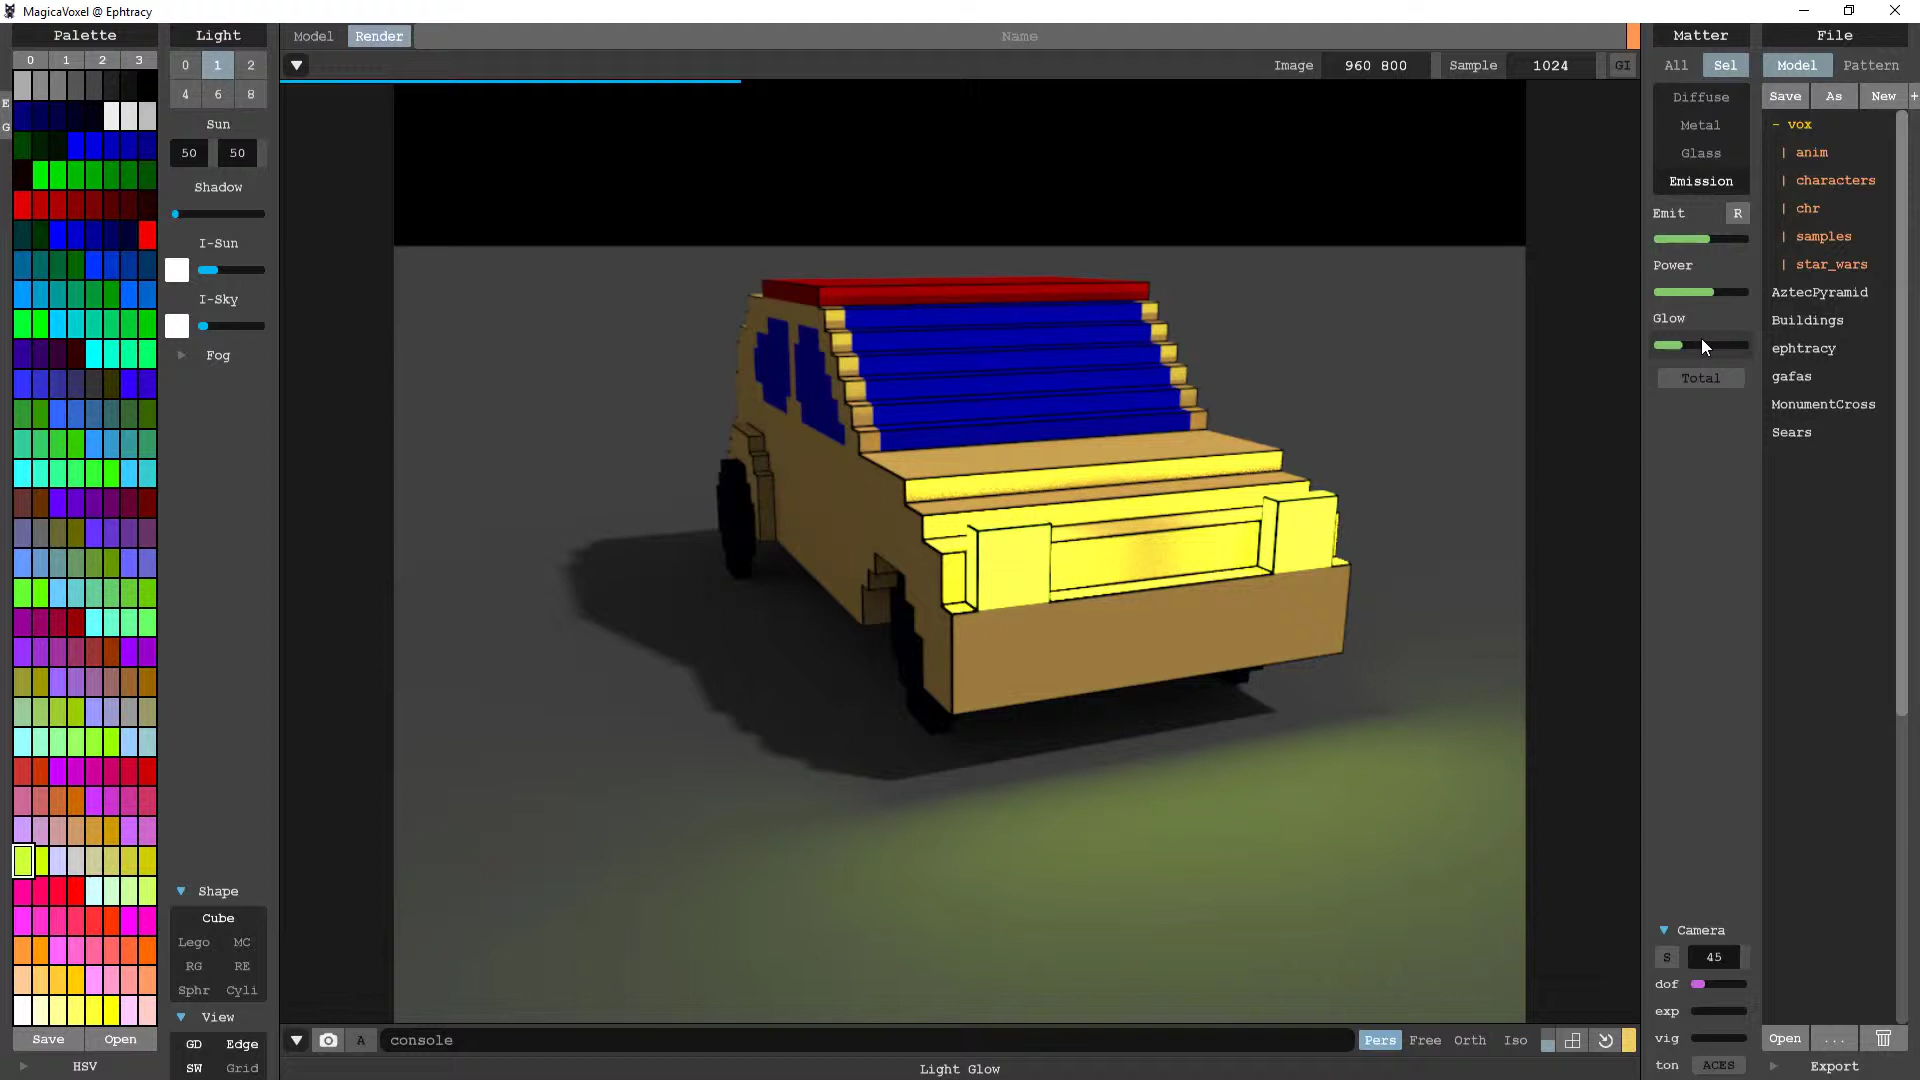 MagicaVoxel @ Ephtracy
Palette
0 1 2 3
E
G
Save Open
HSV
Light
0 1 2
4 6 8
Sun
50 50
Shadow
I-Sun
I-Sky
Fog
Shape
Cube
Lego MC
RG RE
Sphr Cyli
View
GD Edge
SW Grid
Model Render Name
Image 960 800 Sample 1024 GI
A console Pers Free Orth Iso
Light Glow
Matter
All Sel
Diffuse
Metal
Glass
Emission
Emit R
Power
Glow
Total
Camera
S 45
dof
exp
vig
ton ACES
File
Model Pattern
Save As New +
- vox
| anim
| characters
| chr
| samples
| star_wars
AztecPyramid
Buildings
ephtracy
gafas
MonumentCross
Sears
Open ...
Export